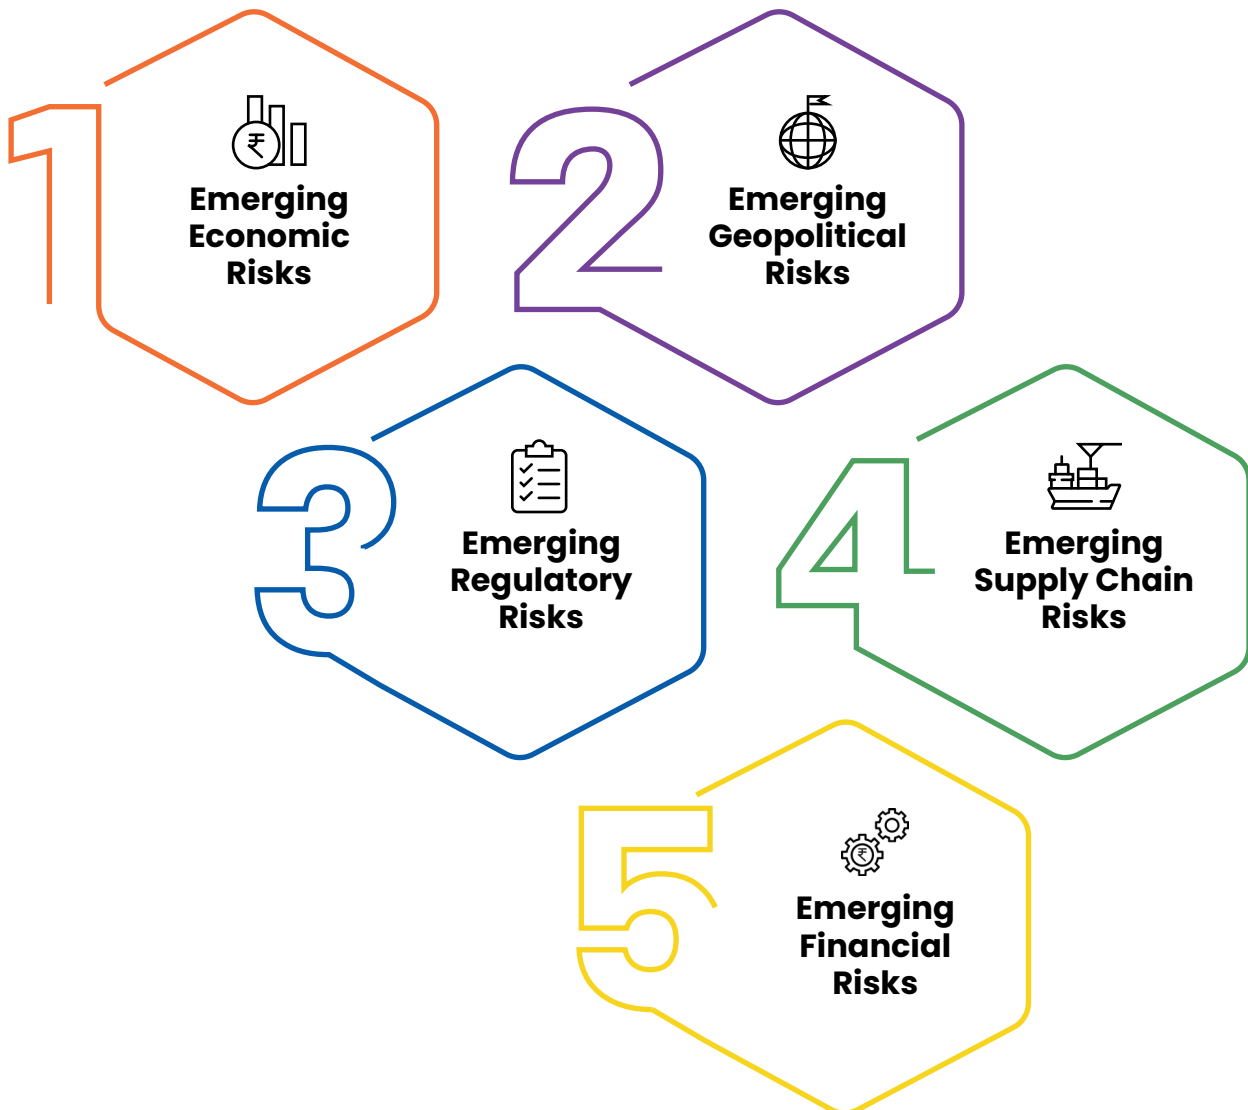 1
₹
Emerging
Economic
Risks
2
Emerging
Geopolitical
Risks
3
Emerging
Regulatory
Risks
4
Emerging
Supply Chain
Risks
5
₹
Emerging
Financial
Risks